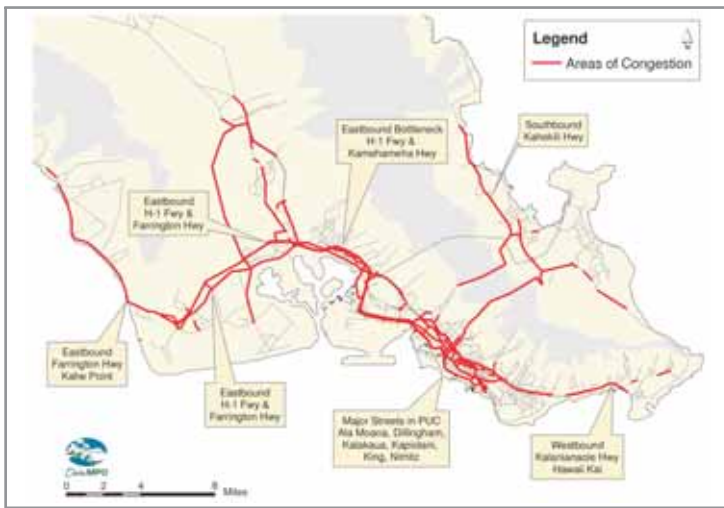 Legend
Areas of Congestion
Southbound
Kahekili Hwy
Eastbound Bottleneck
H-1 Fwy &
Kamehameha Hwy
Eastbound
H-1 Fwy &
Farrington Hwy
Eastbound
Farrington Hwy
Kahe Point
Eastbound
H-1 Fwy &
Farrington Hwy
Major Streets in PUC
Ala Moana, Dillingham,
Kalakaua, Kapiolani,
King, Nimitz
Westbound
Kalanianaole Hwy
Hawaii Kai
OahuMPO
0 2 4 8
Miles